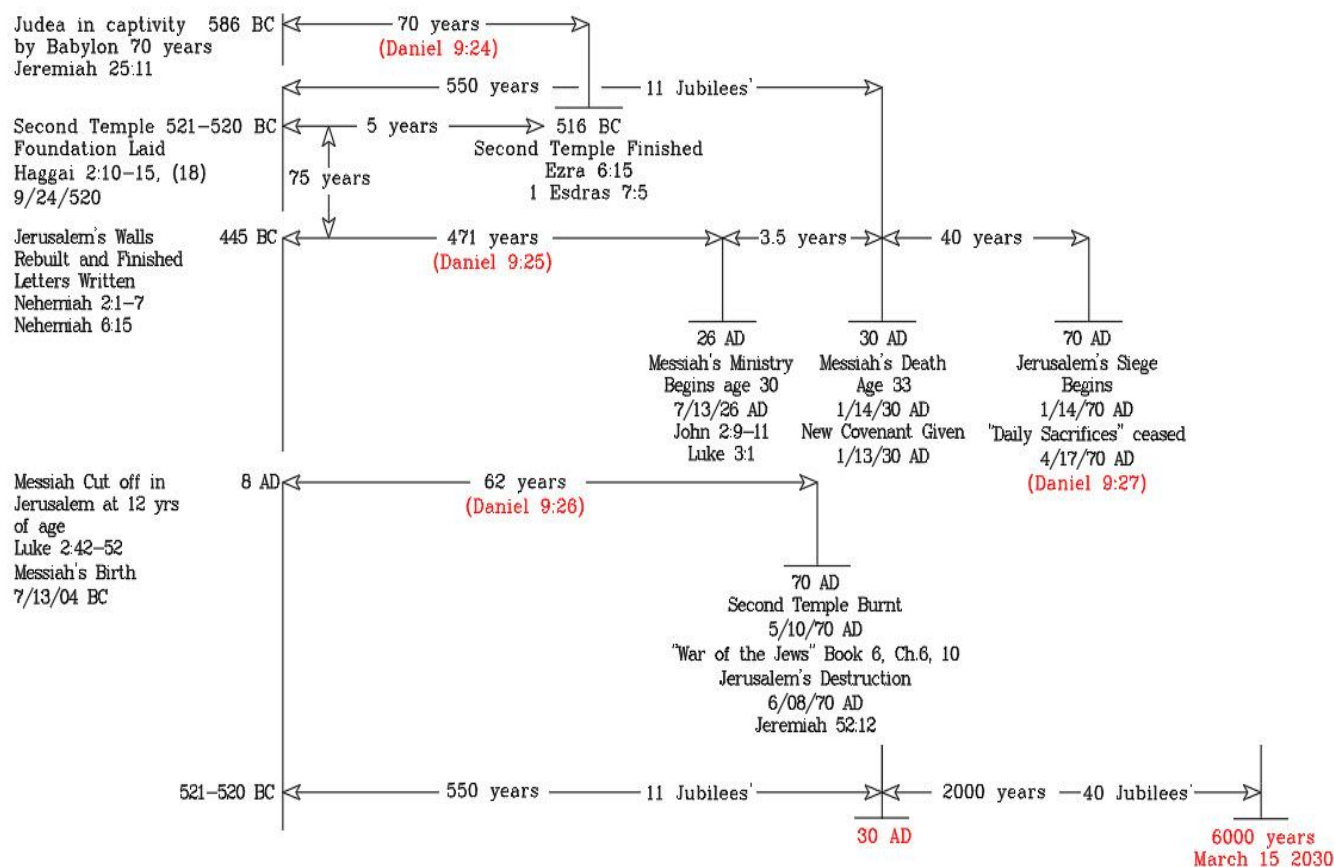 Judea in captivity 586 BC
by Babylon 70 years
Jeremiah 25:11
70 years
(Daniel 9:24)
550 years
11 Jubilees'
Second Temple 521-520 BC
Foundation Laid
Haggai 2:10-15, (18)
9/24/520
5 years
516 BC
Second Temple Finished
Ezra 6:15
1 Esdras 7:5
75 years
Jerusalem's Walls 445 BC
Rebuilt and Finished
Letters Written
Nehemiah 2:1-7
Nehemiah 6:15
471 years
(Daniel 9:25)
3.5 years
40 years
26 AD
Messiah's Ministry
Begins age 30
7/13/26 AD
John 2:9-11
Luke 3:1
30 AD
Messiah's Death
Age 33
1/14/30 AD
New Covenant Given
1/13/30 AD
70 AD
Jerusalem's Siege
Begins
1/14/70 AD
"Daily Sacrifices" ceased
4/17/70 AD
(Daniel 9:27)
Messiah Cut off in 8 AD
Jerusalem at 12 yrs
of age
Luke 2:42-52
Messiah's Birth
7/13/04 BC
62 years
(Daniel 9:26)
70 AD
Second Temple Burnt
5/10/70 AD
"War of the Jews" Book 6, Ch.6, 10
Jerusalem's Destruction
6/08/70 AD
Jeremiah 52:12
521-520 BC
550 years
11 Jubilees'
2000 years
40 Jubilees'
30 AD
6000 years
March 15 2030